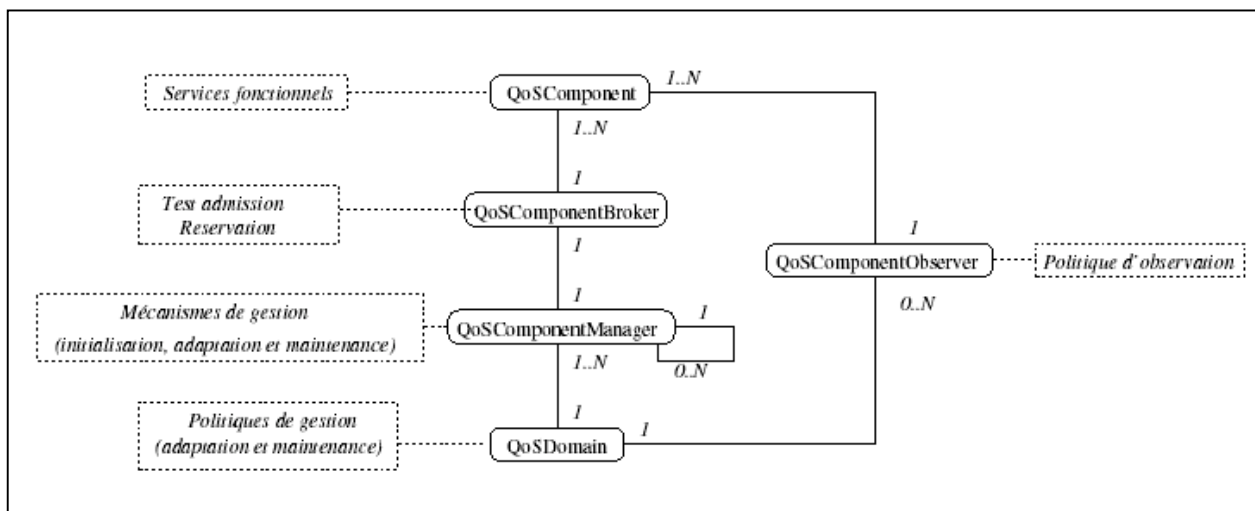 1..N
Services fonctionnels
QoSComponent
1..N
1
Test admission
Reservation
QoSComponentBroker
1
1
QoSComponentObserver
Politique d'observation
0..N
Mécanismes de gestion
(initialisation, adaptation et maintenance)
1
QoSComponentManager
1
1..N
0..N
Politiques de gestion
(adaptation et maintenance)
1
1
QoSDomain